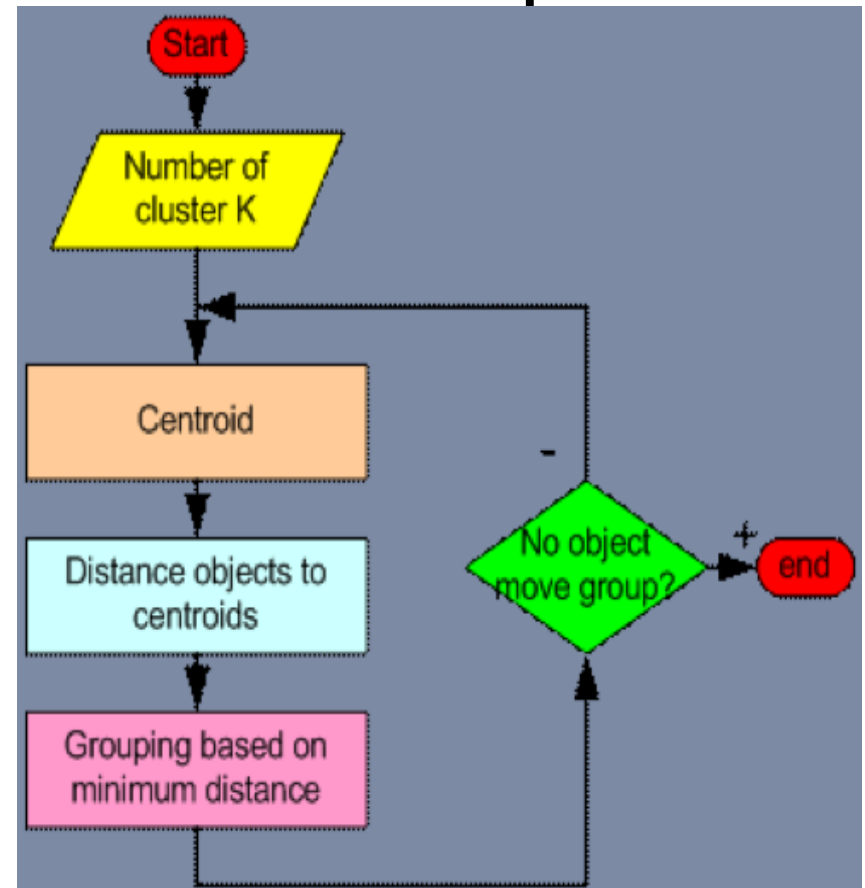 Start
Number of
cluster K
Centroid
Distance objects to
centroids
Grouping based on
minimum distance
-
No object
move group?
+
end